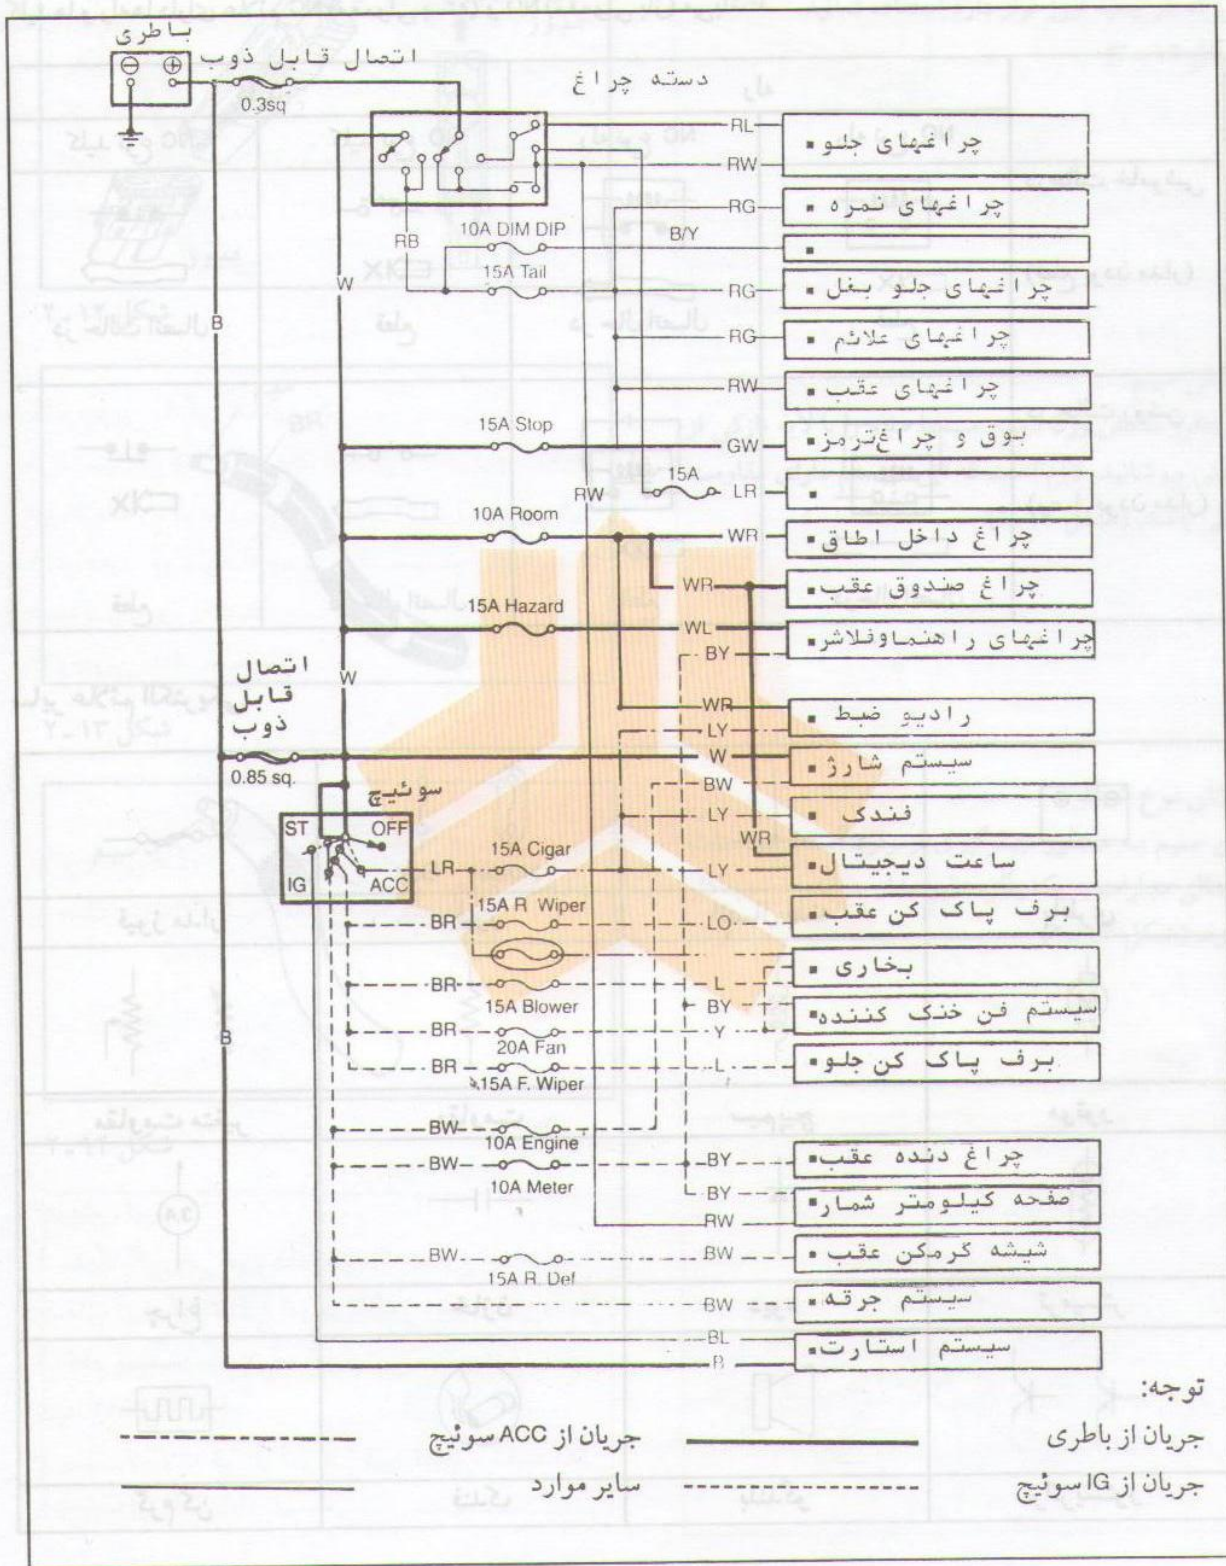 باطری
اتصال قابل ذوب
0.3sq
دسته چراغ
RL
چراغهای جلو
RW
RG
چراغهای نمره
10A DIM DIP
B/Y
RB
15A Tail
W
RG
چراغهای جلو بغل
B
RG
چراغهای علائم
RW
چراغهای عقب
15A Stop
GW
بوق و چراغ ترمز
15A
RW
LR
10A Room
WR
چراغ داخل اطاق
WR
چراغ صندوق عقب
15A Hazard
WL
چراغهای راهنما و فلاشر
BY
اتصال
قابل
ذوب
W
WR
رادیو ضبط
LY
W
سیستم شارژ
0.85 sq.
BW
سوئیچ
LY
فندک
ST
OFF
WR
15A Cigar
ساعت دیجیتال
IG
ACC
LR
LY
15A R Wiper
BR
LO
برف پاک کن عقب
بخاری
BR
L
15A Blower
BY
سیستم فن خنک کننده
B
BR
Y
20A Fan
BR
L
برف پاک کن جلو
15A F. Wiper
BW
10A Engine
BW
BY
چراغ دنده عقب
10A Meter
BY
صفحه کیلومتر شمار
RW
BW
BW
شیشه گرمکن عقب
15A R. Def
BW
سیستم جرقه
BL
سیستم استارت
B
توجه:
جریان از باطری
جریان از ACC سوئیچ
جریان از IG سوئیچ
سایر موارد